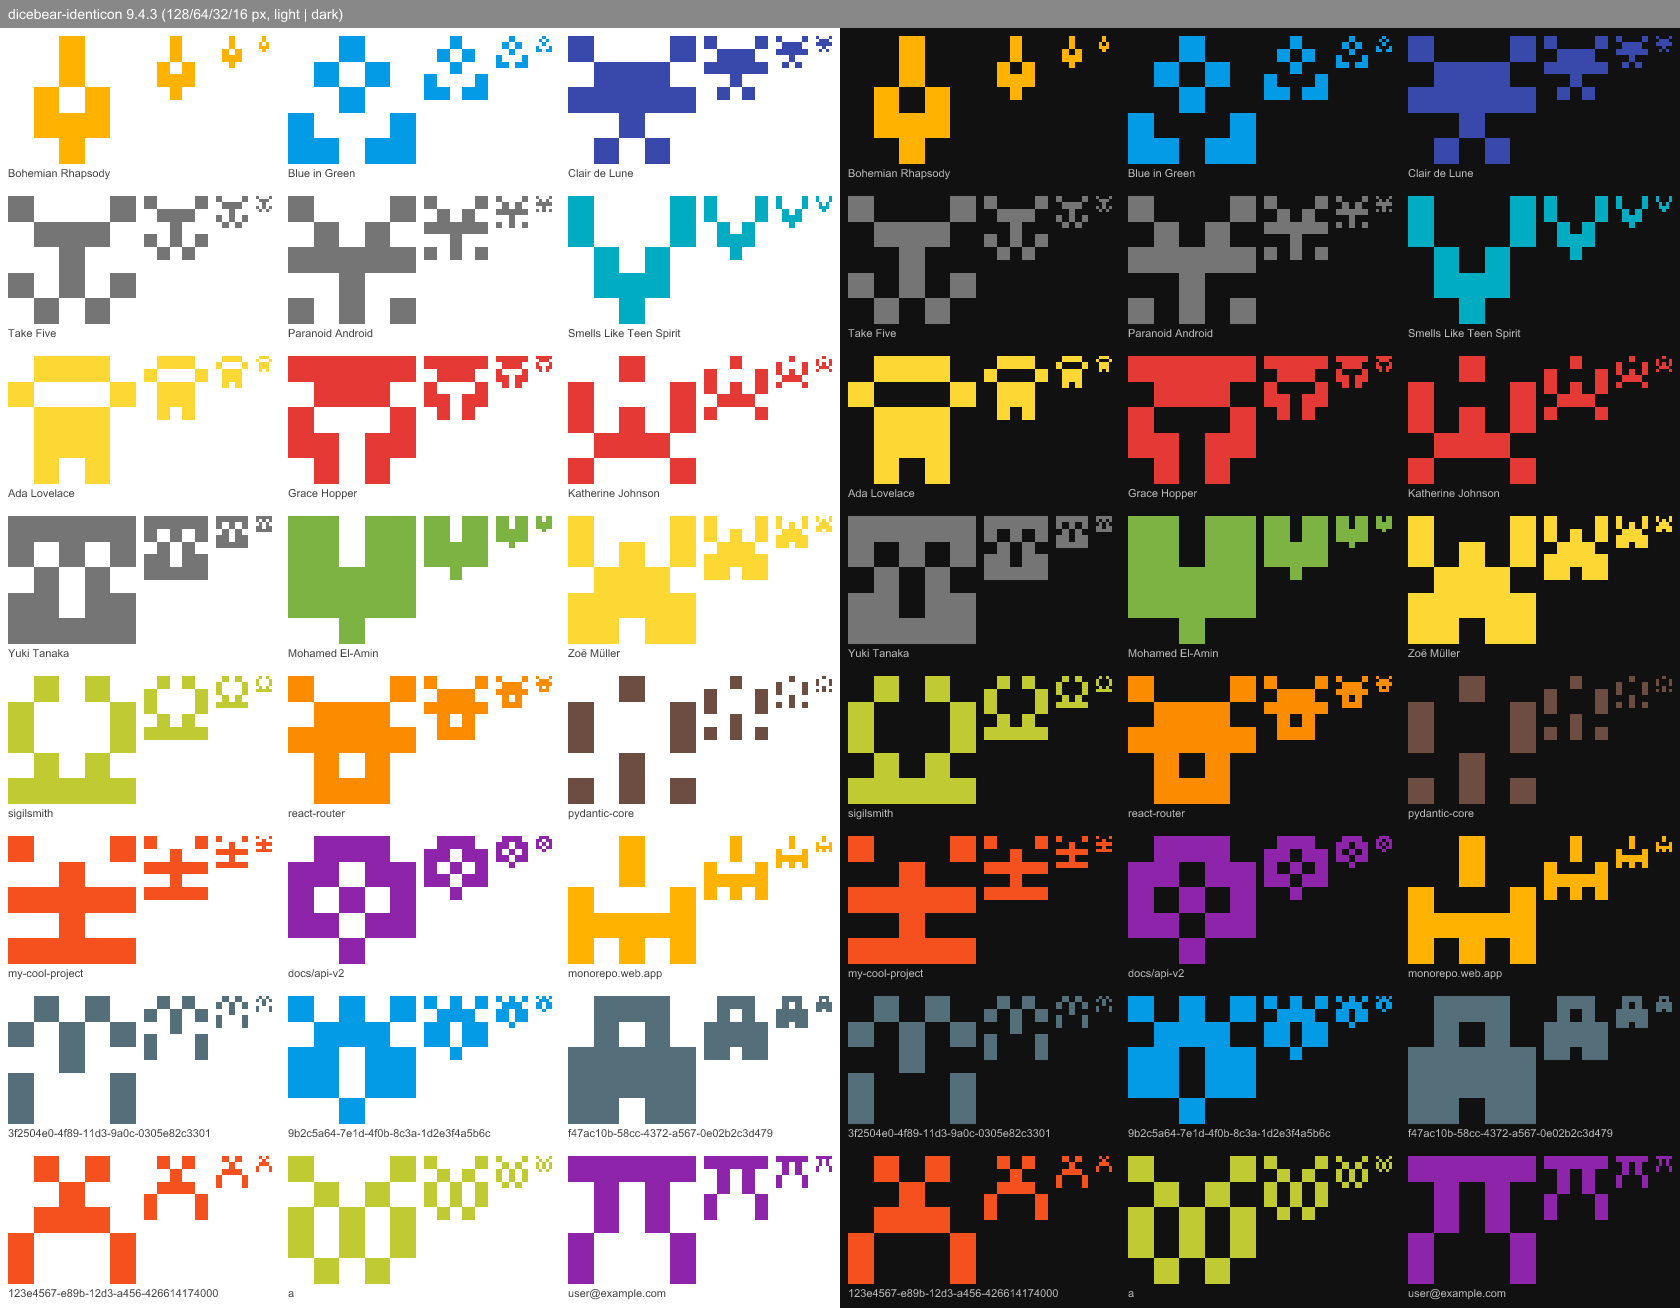 dicebear-identicon 9.4.3 (128/64/32/16 px, light | dark)
Bohemian Rhapsody Blue in Green Clair de Lune Bohemian Rhapsody Blue in Green Clair de Lune
Take Five Paranoid Android Smells Like Teen Spirit Take Five Paranoid Android Smells Like Teen Spirit
Ada Lovelace Grace Hopper Katherine Johnson Ada Lovelace Grace Hopper Katherine Johnson
Yuki Tanaka Mohamed El-Amin Zoë Müller Yuki Tanaka Mohamed El-Amin Zoë Müller
sigilsmith react-router pydantic-core sigilsmith react-router pydantic-core
my-cool-project docs/api-v2 monorepo.web.app my-cool-project docs/api-v2 monorepo.web.app
3f2504e0-4f89-11d3-9a0c-0305e82c3301 9b2c5a64-7e1d-4f0b-8c3a-1d2e3f4a5b6c f47ac10b-58cc-4372-a567-0e02b2c3d479 3f2504e0-4f89-11d3-9a0c-0305e82c3301 9b2c5a64-7e1d-4f0b-8c3a-1d2e3f4a5b6c f47ac10b-58cc-4372-a567-0e02b2c3d479
123e4567-e89b-12d3-a456-426614174000 a user@example.com 123e4567-e89b-12d3-a456-426614174000 a user@example.com